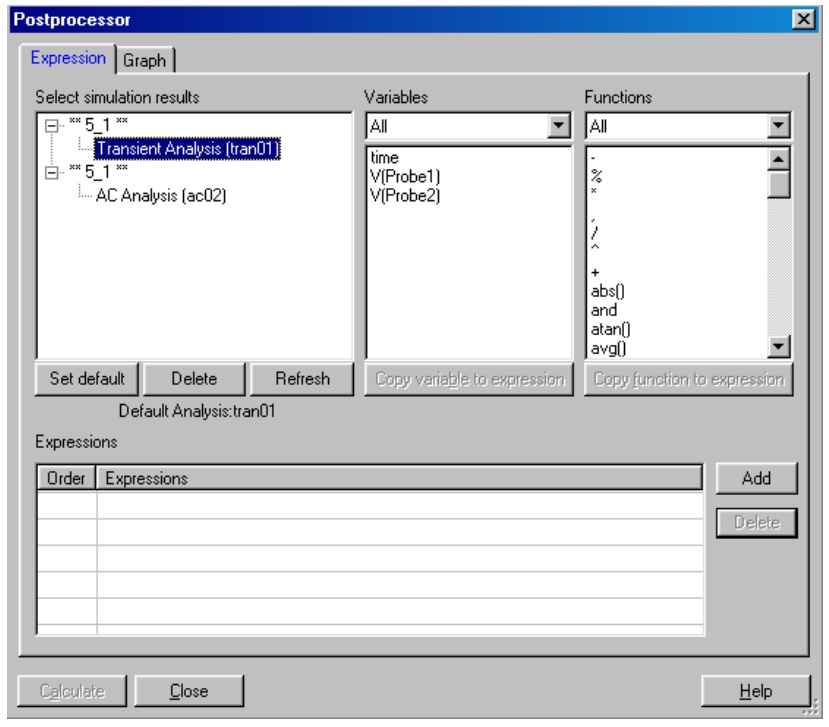 Postprocessor
Expression Graph
Select simulation results
** 5_1 **
Transient Analysis (tran01)
** 5_1 **
AC Analysis (ac02)
Set default Delete Refresh
Default Analysis:tran01
Variables
All
time
V(Probe1)
V(Probe2)
Copy variable to expression
Functions
All
-
%
*
,
/
^
+
abs()
and
atan()
avg()
Copy function to expression
Expressions
Order Expressions
Add
Delete
Calculate Close Help